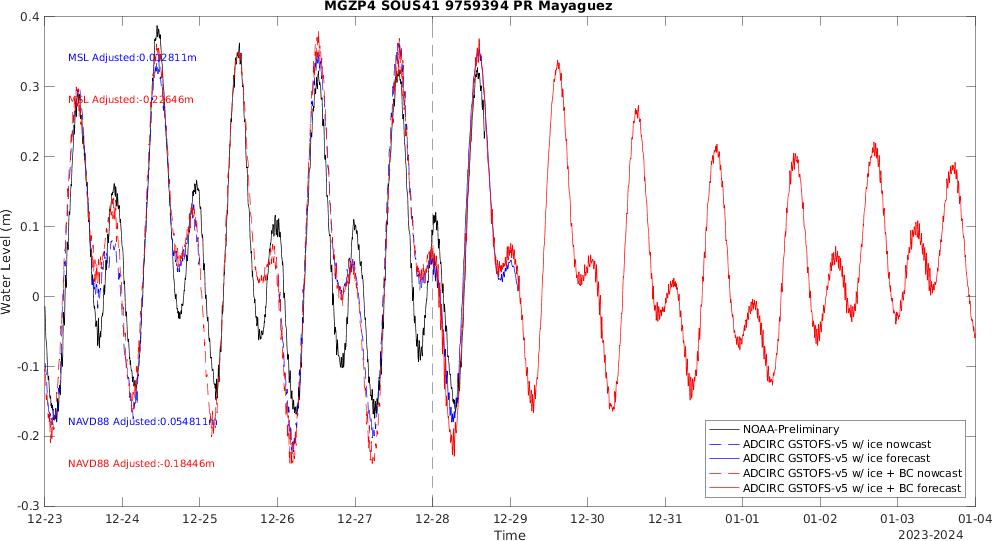 MGZP4 SOUS41 9759394 PR Mayaguez
0.4
0.3
0.2
0.1
0
-0.1
-0.2
-0.3
Water Level (m)
MSL Adjusted:0.002811m
MSL Adjusted:-0.22646m
NAVD88 Adjusted:0.054811m
NAVD88 Adjusted:-0.18446m
NOAA-Preliminary
ADCIRC GSTOFS-v5 w/ ice nowcast
ADCIRC GSTOFS-v5 w/ ice forecast
ADCIRC GSTOFS-v5 w/ ice + BC nowcast
ADCIRC GSTOFS-v5 w/ ice + BC forecast
12-23 12-24 12-25 12-26 12-27 12-28 12-29 12-30 12-31 01-01 01-02 01-03 01-04
Time
2023-2024